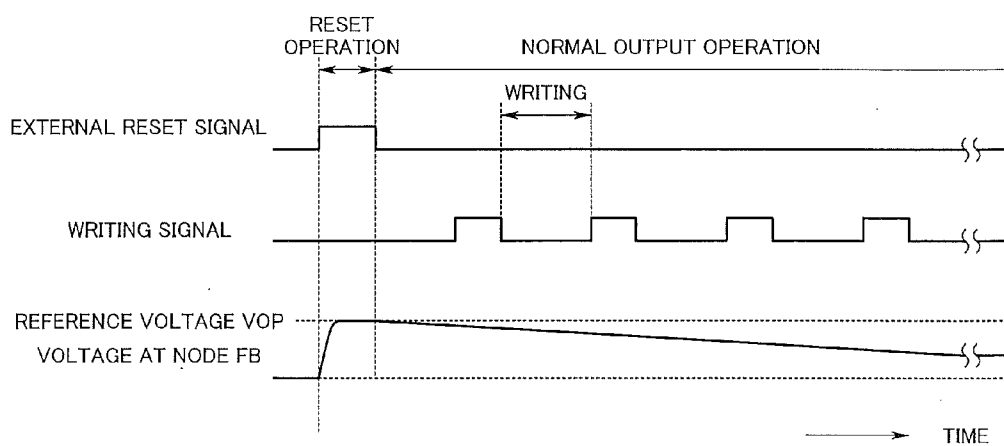 RESET
OPERATION
NORMAL OUTPUT OPERATION
WRITING
EXTERNAL RESET SIGNAL
WRITING SIGNAL
REFERENCE VOLTAGE VOP
VOLTAGE AT NODE FB
TIME